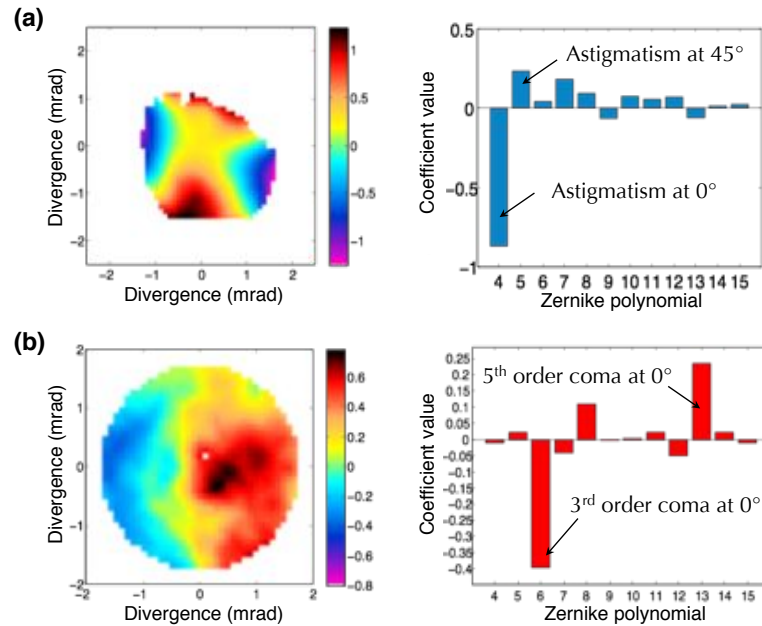 (a)
2
1
0
−1
−2
Divergence (mrad)
−2 −1 0 1 2
Divergence (mrad)
1
0.5
0
−0.5
−1
0.5
0
−0.5
−1
Coefficient value
Astigmatism at 45°
Astigmatism at 0°
4 5 6 7 8 9 10 11 12 13 14 15
Zernike polynomial
(b)
2
1
0
−1
−2
Divergence (mrad)
−2 −1 0 1 2
Divergence (mrad)
0.6
0.4
0.2
0
−0.2
−0.4
−0.6
−0.8
0.25
0.2
0.15
0.1
0.05
0
−0.05
−0.1
−0.15
−0.2
−0.25
−0.3
−0.35
−0.4
Coefficient value
5th order coma at 0°
3rd order coma at 0°
4 5 6 7 8 9 10 11 12 13 14 15
Zernike polynomial